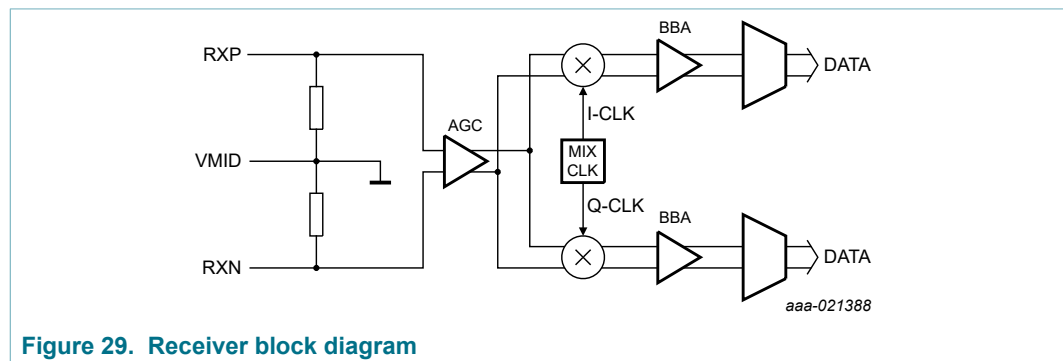 RXP
VMID
RXN
AGC
I-CLK
MIX
CLK
Q-CLK
BBA
DATA
BBA
DATA
aaa-021388
Figure 29. Receiver block diagram